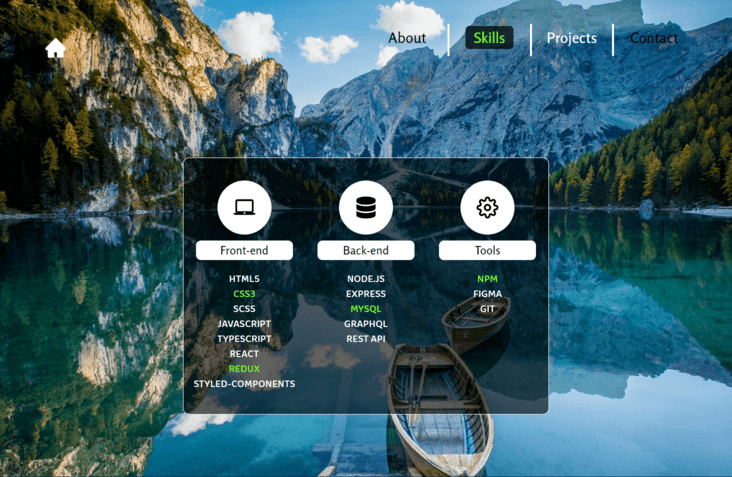 About
Skills
Projects
Contact
Front-end
Back-end
Tools
HTML5
CSS3
SCSS
JAVASCRIPT
TYPESCRIPT
REACT
REDUX
STYLED-COMPONENTS
NODE.JS
EXPRESS
MYSQL
GRAPHQL
REST API
NPM
FIGMA
GIT